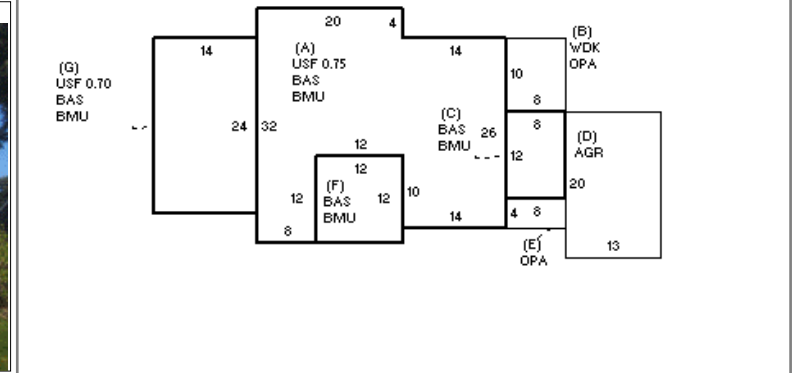 20
4
14
(G)
USF 0.70
BAS
BMU
24
32
(A)
USF 0.75
BAS
BMU
14
(B)
WDK
OPA
10
8
(C)
BAS
BMU
26
8
12
(D)
AGR
20
13
12
12
(F)
BAS
BMU
12
12
10
8
14
4
8
(E)
OPA